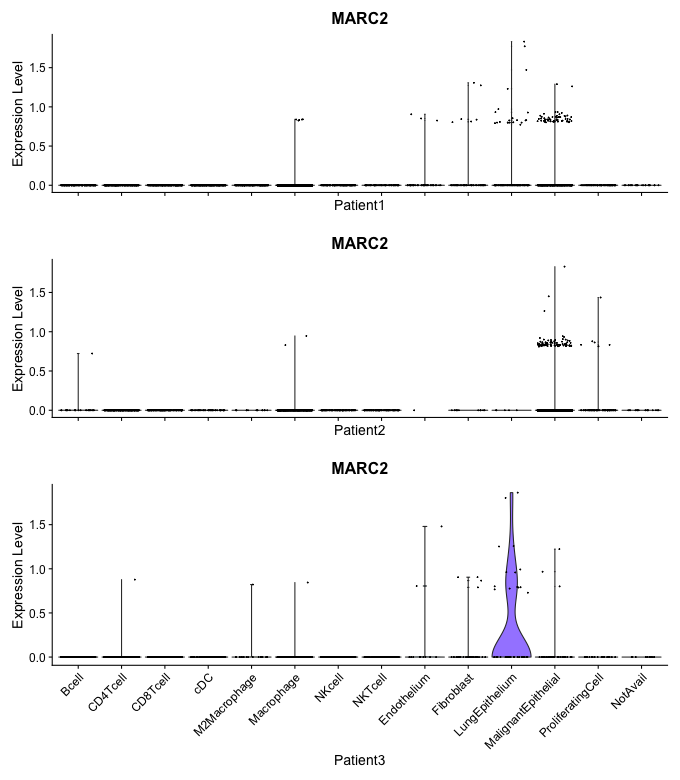 MARC2
Expression Level
1.5
1.0
0.5
0.0
Patient1
MARC2
Expression Level
1.5
1.0
0.5
0.0
Patient2
MARC2
Expression Level
1.5
1.0
0.5
0.0
Bcell
CD4Tcell
CD8Tcell
cDC
M2Macrophage
Macrophage
NKcell
NKTcell
Endothelium
Fibroblast
LungEpithelium
MalignantEpithelial
ProliferatingCell
NotAvail
Patient3